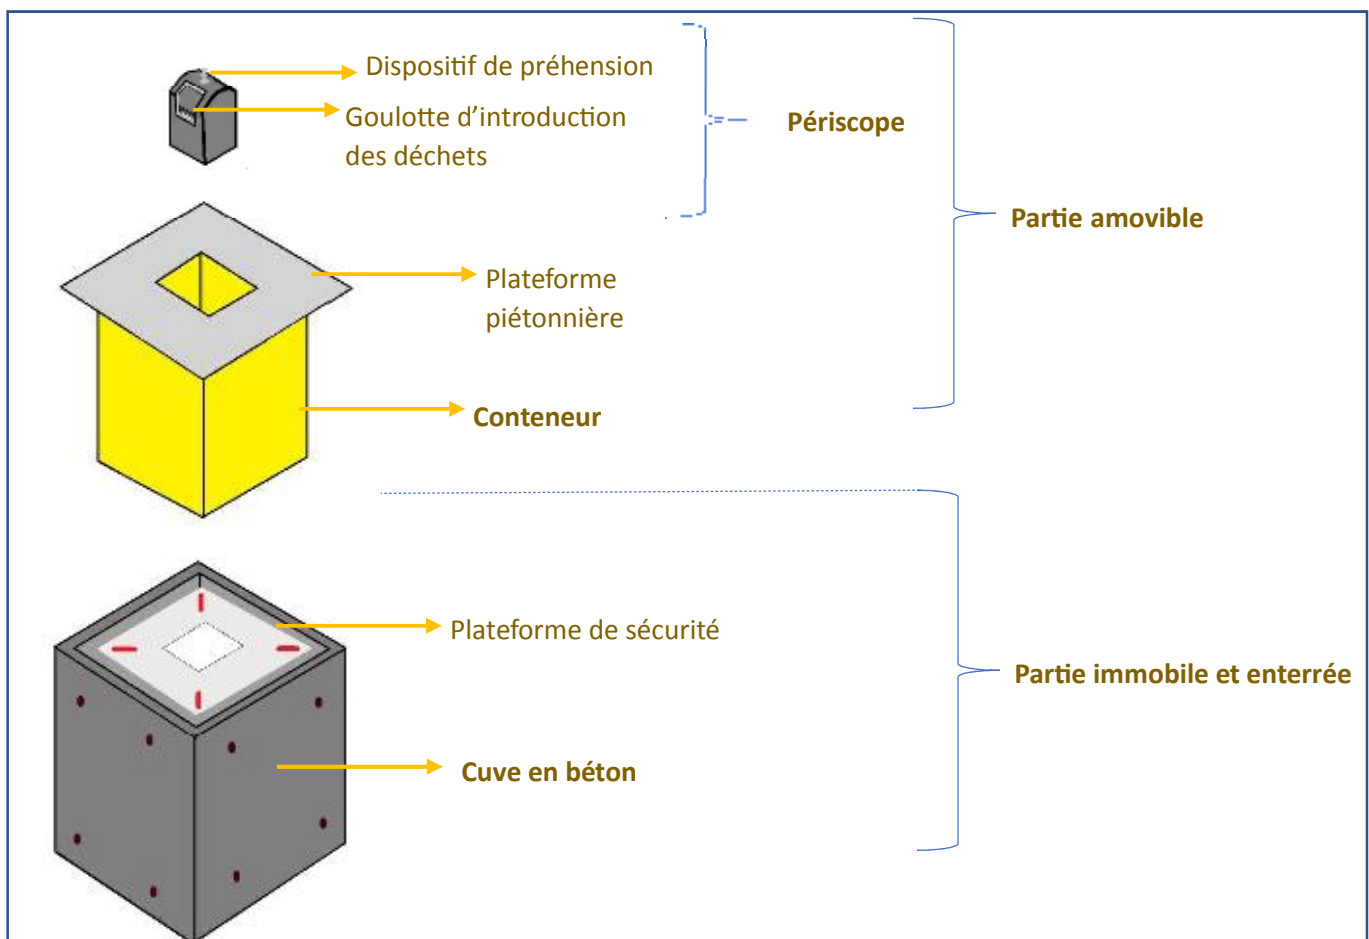 Dispositif de préhension
Goulotte d'introduction
des déchets
Périscope
Partie amovible
Plateforme
piétonnière
Conteneur
Plateforme de sécurité
Partie immobile et enterrée
Cuve en béton